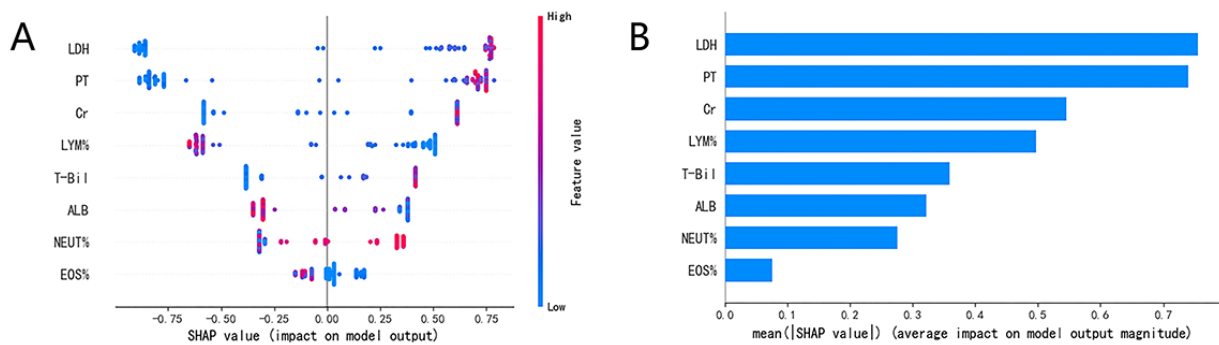 A
LDH
PT
Cr
LYM%
T-Bil
ALB
NEUT%
EOS%
-0.75
-0.50
-0.25
0.00
0.25
0.50
0.75
SHAP value (impact on model output)
High
Feature value
Low
B
LDH
PT
Cr
LYM%
T-Bil
ALB
NEUT%
EOS%
0.0
0.1
0.2
0.3
0.4
0.5
0.6
0.7
mean(|SHAP value|) (average impact on model output magnitude)